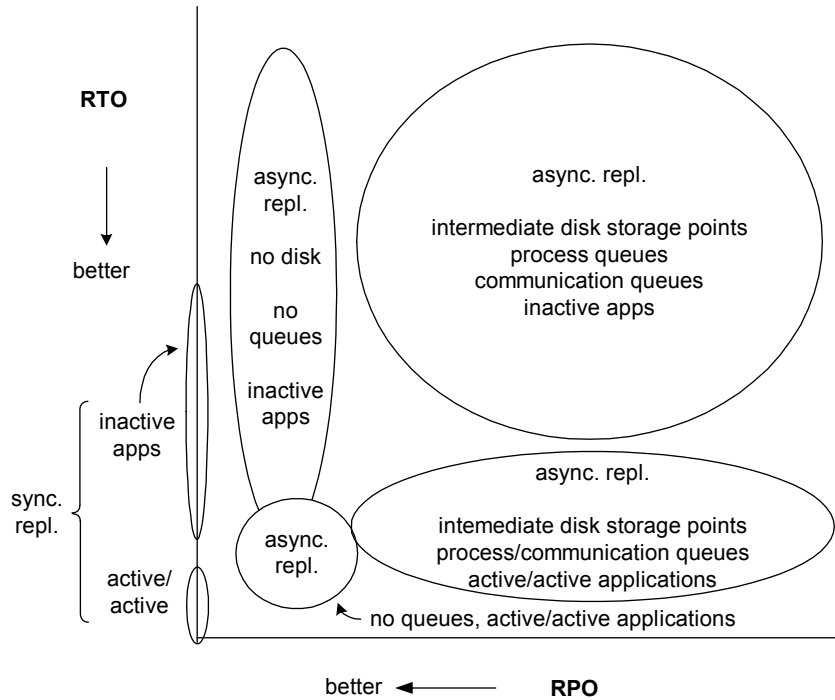 RTO
better
async.
repl.
no disk
no
queues
inactive
apps
async. repl.
intermediate disk storage points
process queues
communication queues
inactive apps
inactive
apps
sync.
repl.
active/
active
async.
repl.
async. repl.
intemediate disk storage points
process/communication queues
active/active applications
no queues, active/active applications
better
RPO